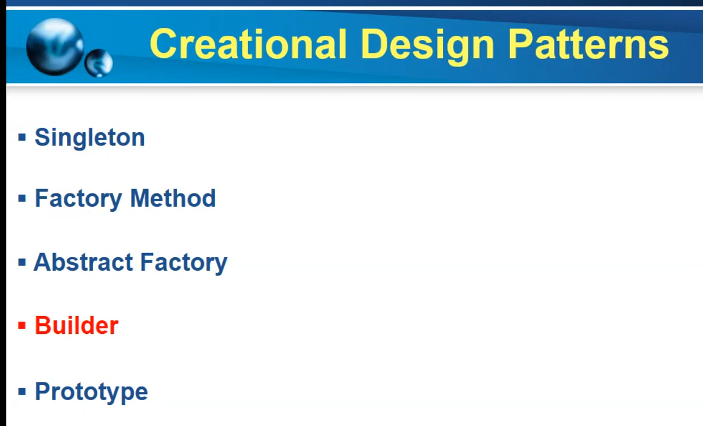 Creational Design Patterns
▪ Singleton
▪ Factory Method
▪ Abstract Factory
▪ Builder
▪ Prototype